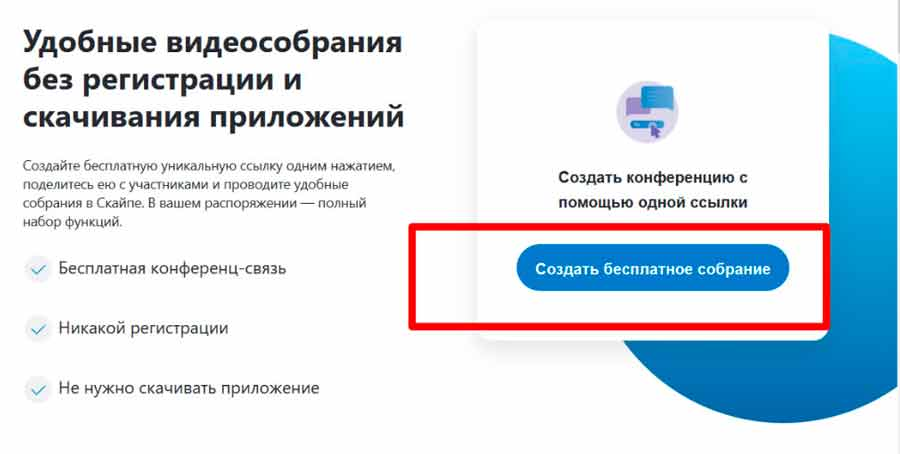 Удобные видеособрания
без регистрации и
скачивания приложений
Создайте бесплатную уникальную ссылку одним нажатием,
поделитесь ею с участниками и проводите удобные
собрания в Скайпе. В вашем распоряжении — полный
набор функций.
Бесплатная конференц-связь
Никакой регистрации
Не нужно скачивать приложение
Создать конференцию с
помощью одной ссылки
Создать бесплатное собрание